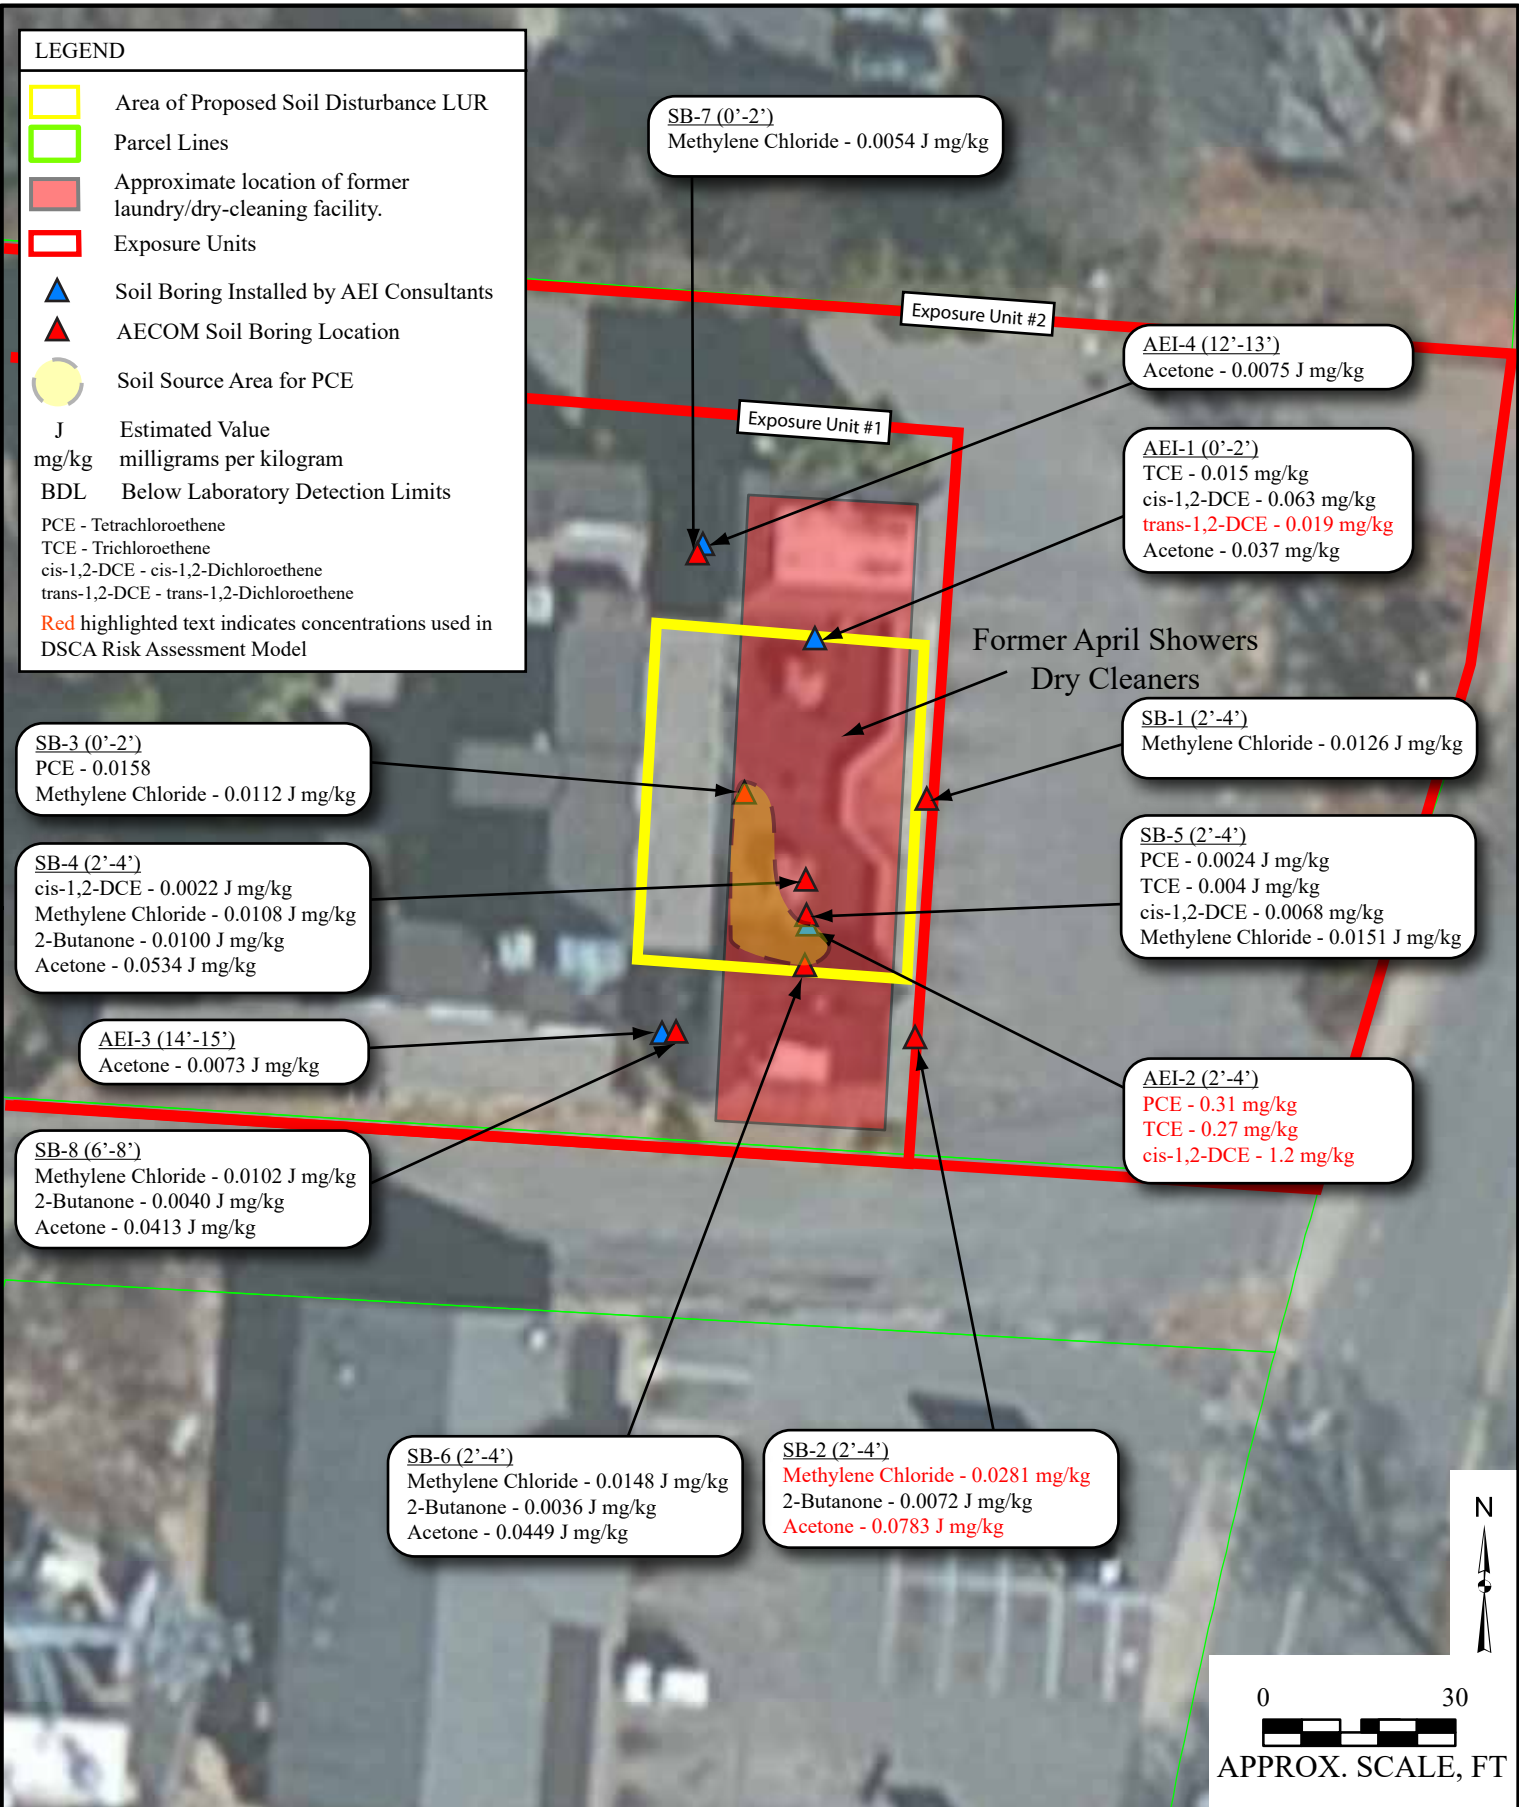 LEGEND
Area of Proposed Soil Disturbance LUR
Parcel Lines
Approximate location of former
laundry/dry-cleaning facility.
Exposure Units
Soil Boring Installed by AEI Consultants
AECOM Soil Boring Location
Soil Source Area for PCE
J Estimated Value
mg/kg milligrams per kilogram
BDL Below Laboratory Detection Limits
PCE - Tetrachloroethene
TCE - Trichloroethene
cis-1,2-DCE - cis-1,2-Dichloroethene
trans-1,2-DCE - trans-1,2-Dichloroethene
Red highlighted text indicates concentrations used in
DSCA Risk Assessment Model
SB-7 (0’-2’)
Methylene Chloride - 0.0054 J mg/kg
Exposure Unit #2
AEI-4 (12’-13’)
Acetone - 0.0075 J mg/kg
Exposure Unit #1
AEI-1 (0’-2’)
TCE - 0.015 mg/kg
cis-1,2-DCE - 0.063 mg/kg
trans-1,2-DCE - 0.019 mg/kg
Acetone - 0.037 mg/kg
Former April Showers
Dry Cleaners
SB-1 (2’-4’)
Methylene Chloride - 0.0126 J mg/kg
SB-3 (0’-2’)
PCE - 0.0158
Methylene Chloride - 0.0112 J mg/kg
SB-5 (2’-4’)
PCE - 0.0024 J mg/kg
TCE - 0.004 J mg/kg
cis-1,2-DCE - 0.0068 mg/kg
Methylene Chloride - 0.0151 J mg/kg
SB-4 (2’-4’)
cis-1,2-DCE - 0.0022 J mg/kg
Methylene Chloride - 0.0108 J mg/kg
2-Butanone - 0.0100 J mg/kg
Acetone - 0.0534 J mg/kg
AEI-3 (14’-15’)
Acetone - 0.0073 J mg/kg
AEI-2 (2’-4’)
PCE - 0.31 mg/kg
TCE - 0.27 mg/kg
cis-1,2-DCE - 1.2 mg/kg
SB-8 (6’-8’)
Methylene Chloride - 0.0102 J mg/kg
2-Butanone - 0.0040 J mg/kg
Acetone - 0.0413 J mg/kg
SB-6 (2’-4’)
Methylene Chloride - 0.0148 J mg/kg
2-Butanone - 0.0036 J mg/kg
Acetone - 0.0449 J mg/kg
SB-2 (2’-4’)
Methylene Chloride - 0.0281 mg/kg
2-Butanone - 0.0072 J mg/kg
Acetone - 0.0783 J mg/kg
N
0 30
APPROX. SCALE, FT